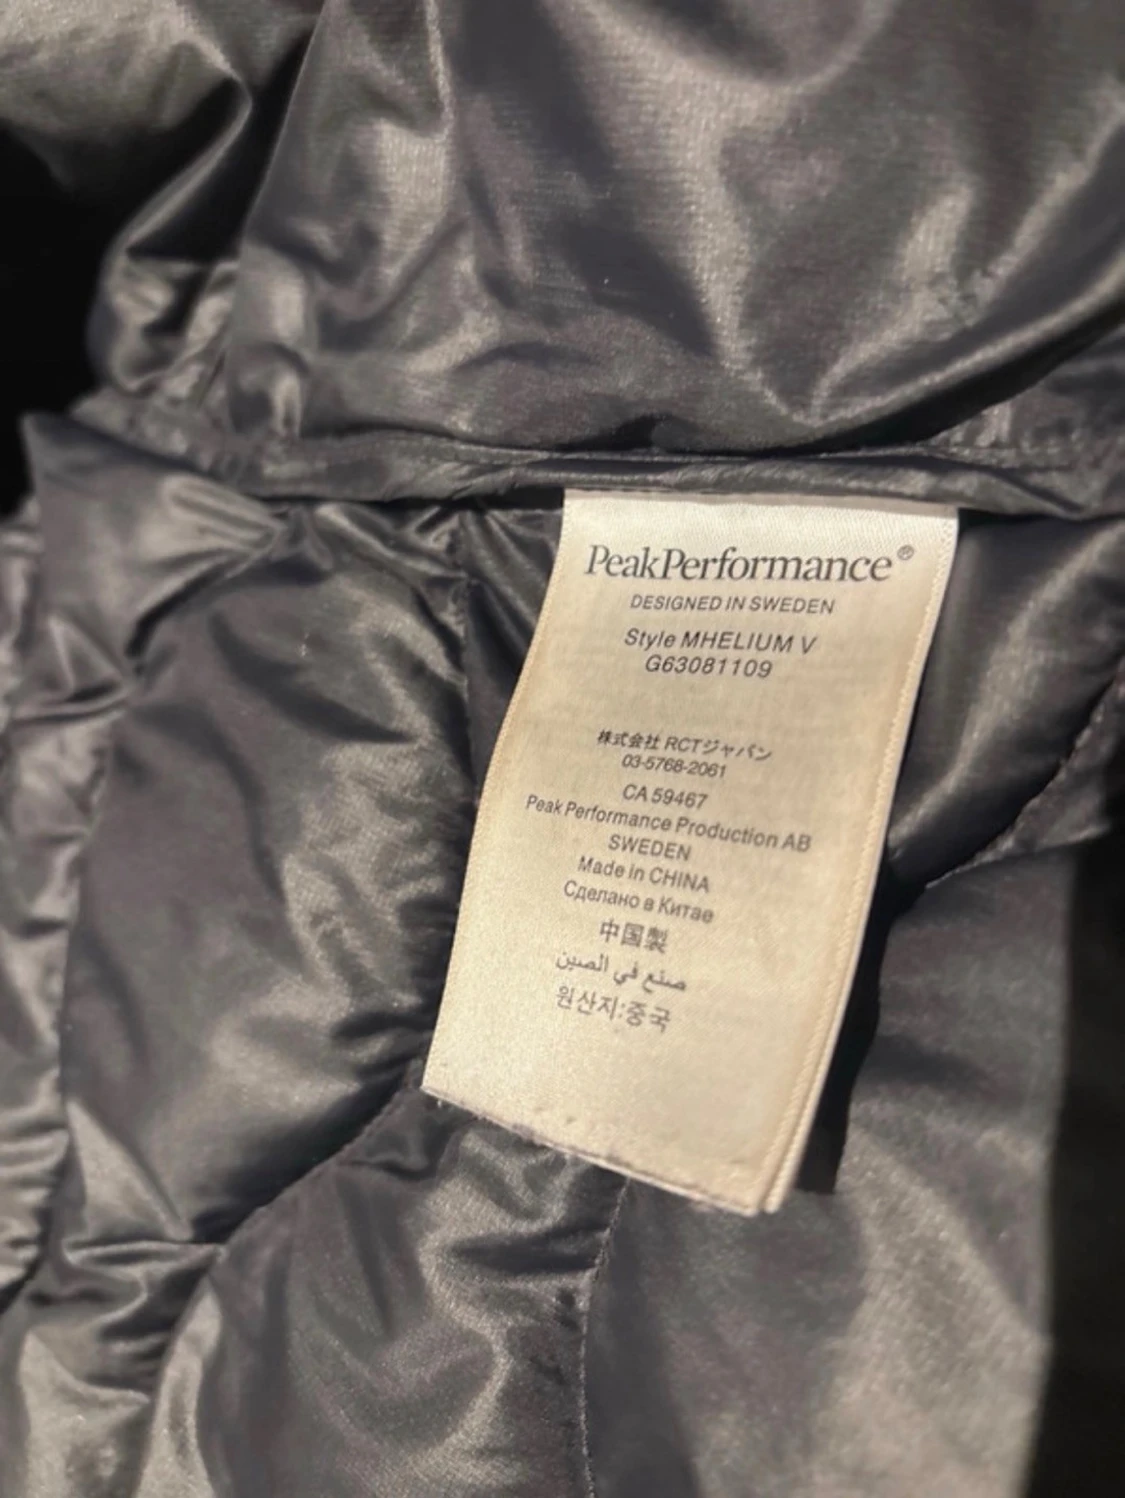 PeakPerformance®
DESIGNED IN SWEDEN
Style MHELIUM V
G63081109
株式会社 RCTジャパン
03-5768-2061
CA 59467
Peak Performance Production AB
SWEDEN
Made in CHINA
Сделано в Китае
中国製
صنع في الصين
원산지:중국